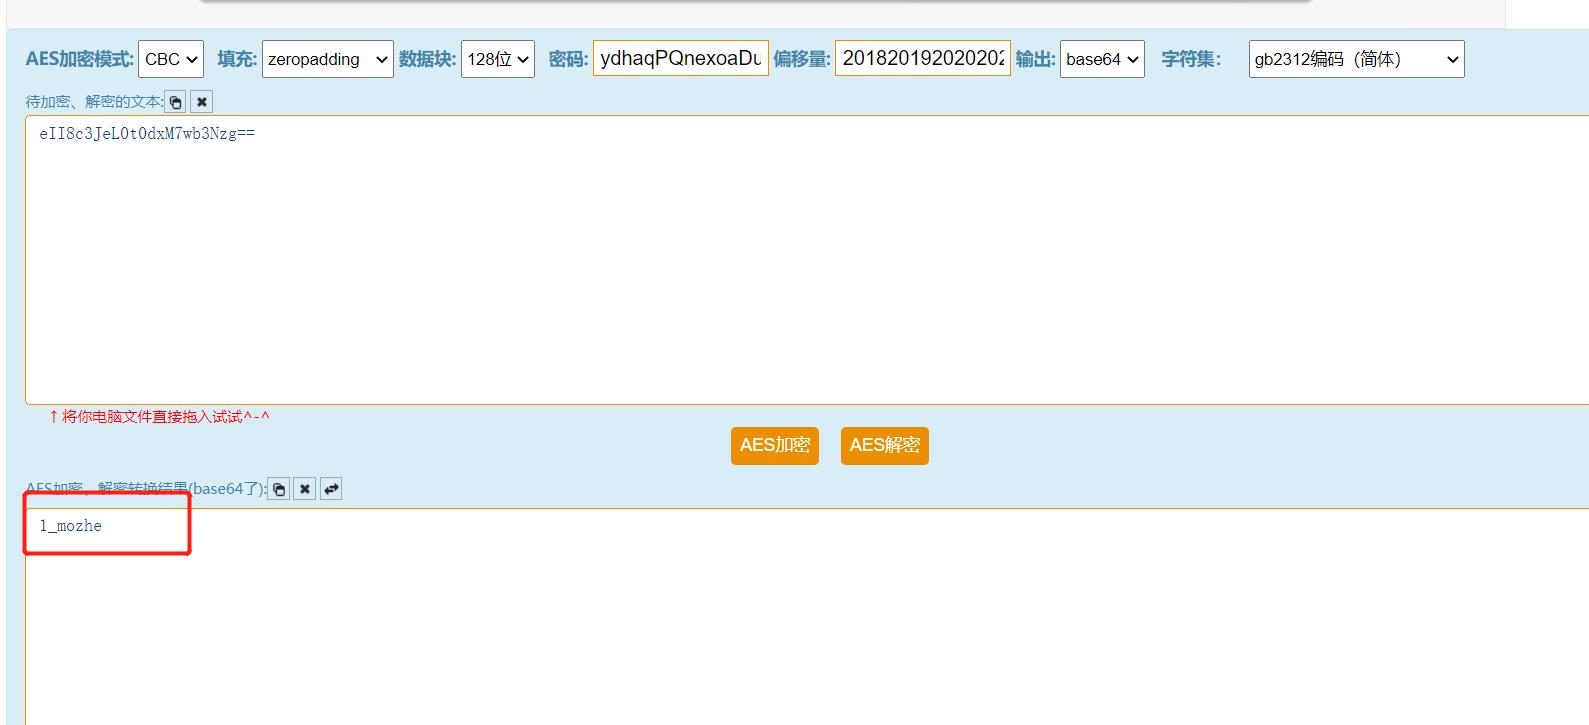 AES加密模式: CBC 填充: zeropadding 数据块: 128位 密码: ydhaqPQnexoaDu 偏移量: 201820192020202 输出: base64 字符集: gb2312编码（简体）
待加密、解密的文本:
eII8c3JeL0t0dxM7wb3Nzg==
↑将你电脑文件直接拖入试试^-^
AES加密 AES解密
AES加密、解密转换结果(base64了):
1_mozhe